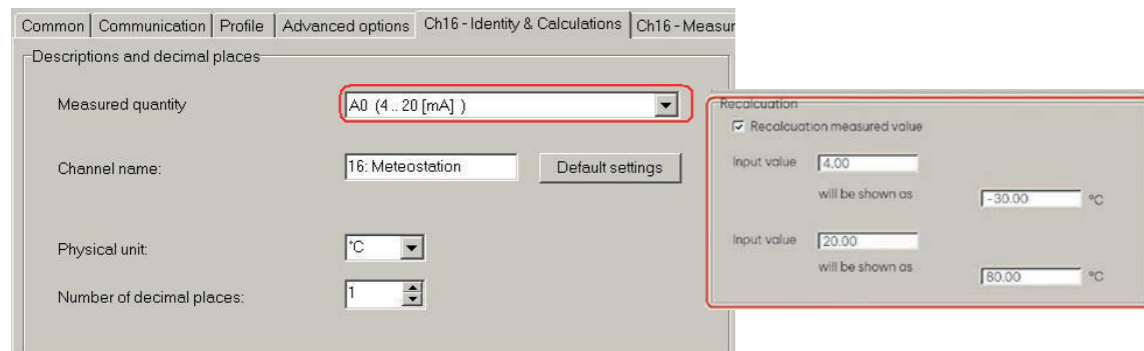 Common Communication Profile Advanced options Ch16 - Identity & Calculations Ch16 - Measur
Descriptions and decimal places
Measured quantity A0 (4 .. 20 [mA] )
Channel name: 16: Meteostation Default settings
Physical unit: °C
Number of decimal places: 1
Recalcuation
Recalcuation measured value
Input value 4.00
will be shown as -30.00 °C
Input value 20.00
will be shown as 80.00 °C